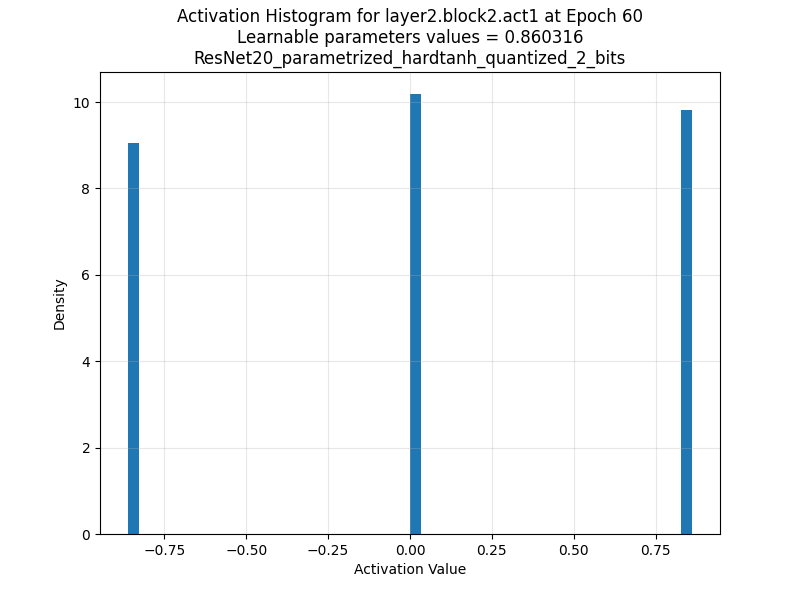 Activation Histogram for layer2.block2.act1 at Epoch 60
Learnable parameters values = 0.860316
ResNet20_parametrized_hardtanh_quantized_2_bits
10
8
6
4
2
0
Density
−0.75 −0.50 −0.25 0.00 0.25 0.50 0.75
Activation Value